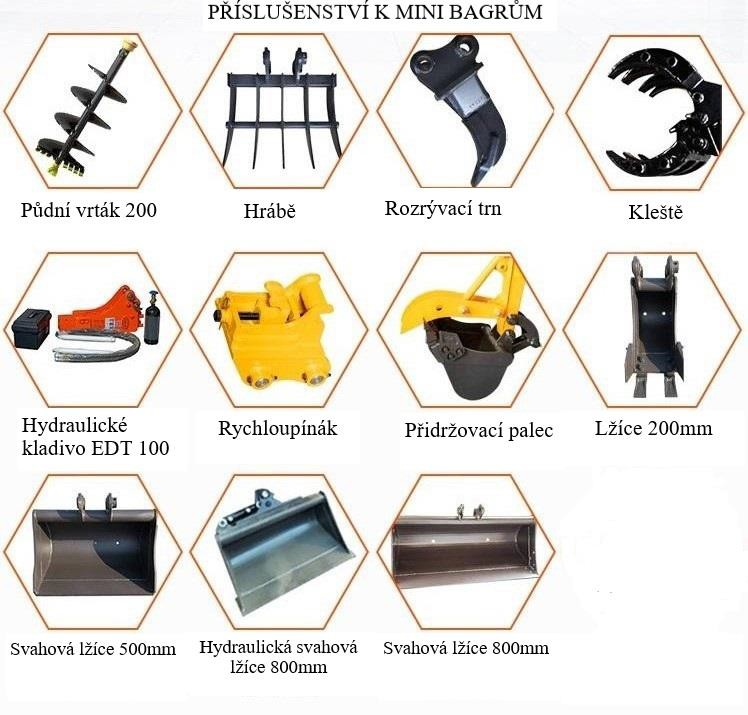 PŘÍSLUŠENSTVÍ K MINI BAGRŮM
Půdní vrták 200
Hrábě
Rozrývací trn
Kleště
Hydraulické
kladivo EDT 100
Rychloupínák
Přidržovací palec
Lžíce 200mm
Svahová lžíce 500mm
Hydraulická svahová
lžíce 800mm
Svahová lžíce 800mm